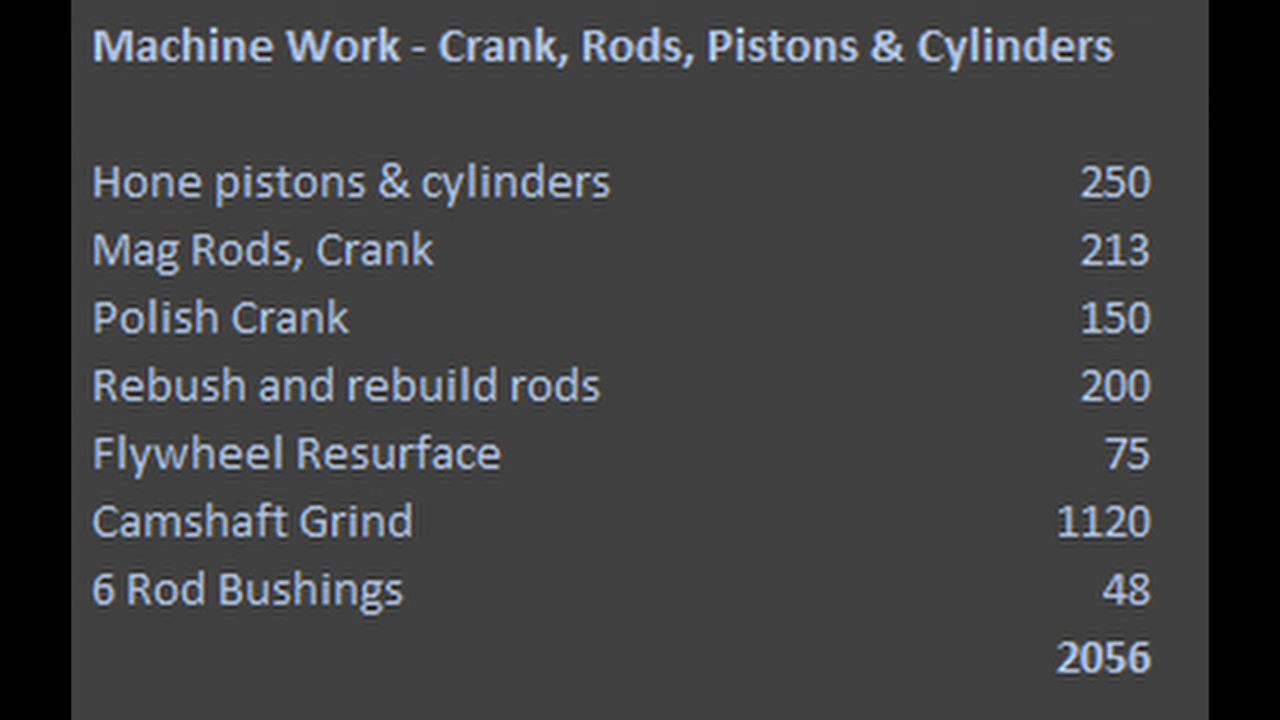 Machine Work - Crank, Rods, Pistons & Cylinders
Hone pistons & cylinders 250
Mag Rods, Crank 213
Polish Crank 150
Rebush and rebuild rods 200
Flywheel Resurface 75
Camshaft Grind 1120
6 Rod Bushings 48
2056